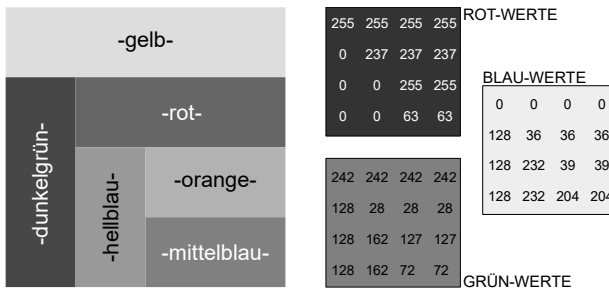 -gelb-
-rot-
-dunkelgrün-
-hellblau-
-orange-
-mittelblau-
ROT-WERTE
255 255 255 255
0 237 237 237
0 0 255 255
0 0 63 63
BLAU-WERTE
0 0 0 0
128 36 36 36
128 232 39 39
128 232 204 204
242 242 242 242
128 28 28 28
128 162 127 127
128 162 72 72
GRÜN-WERTE